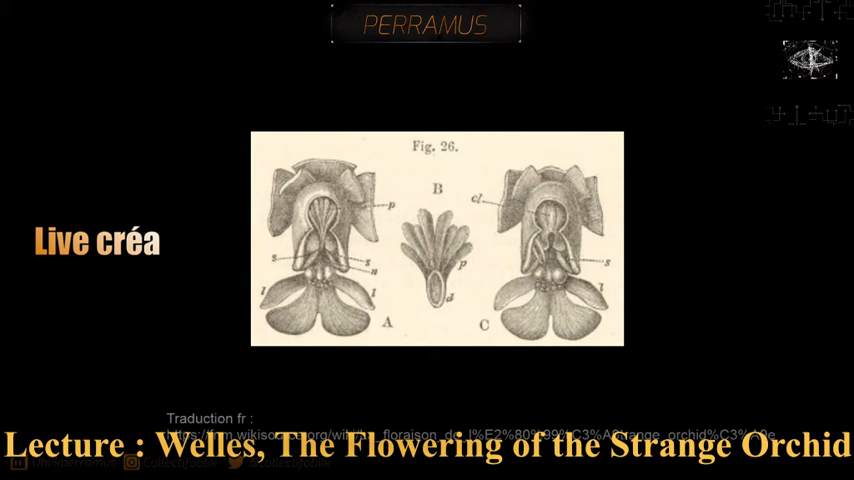 PERRAMUS
Fig. 26.
B
p
cl
Live créa
p
s
s
n
s
l
l
d
l
A
C
Traduction fr :
Lecture : Welles, The Flowering of the Strange Orchid